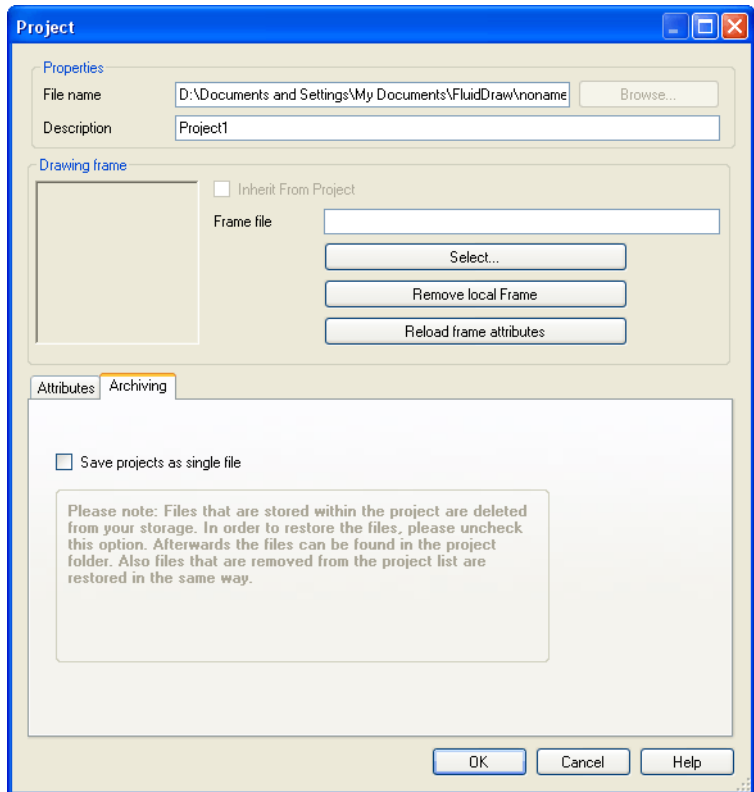 Project
Properties
File name
D:\Documents and Settings\My Documents\FluidDraw\noname
Browse...
Description
Project1
Drawing frame
Inherit From Project
Frame file
Select...
Remove local Frame
Reload frame attributes
Attributes
Archiving
Save projects as single file
Please note: Files that are stored within the project are deleted
from your storage. In order to restore the files, please uncheck
this option. Afterwards the files can be found in the project
folder. Also files that are removed from the project list are
restored in the same way.
OK
Cancel
Help